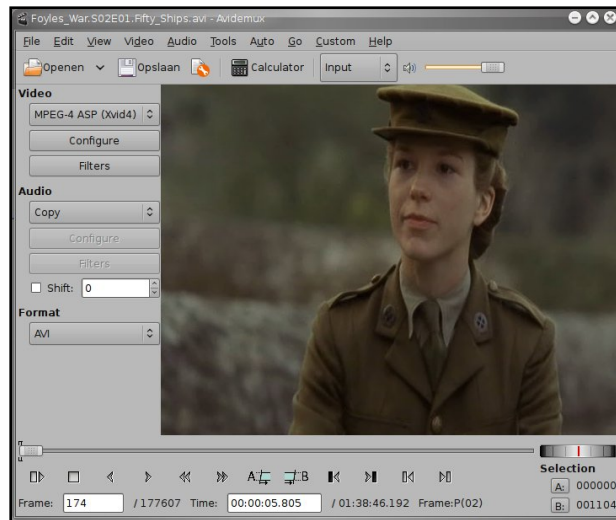 Foyles_War.S02E01.Fifty_Ships.avi - Avidemux
File Edit View Video Audio Tools Auto Go Custom Help
Openen Opslaan Calculator Input
Video
MPEG-4 ASP (Xvid4)
Configure
Filters
Audio
Copy
Configure
Filters
Shift: 0
Format
AVI
A: :B
Selection
A: 000000
Frame: 174 / 177607 Time: 00:00:05.805 / 01:38:46.192 Frame:P(02)
B: 001104